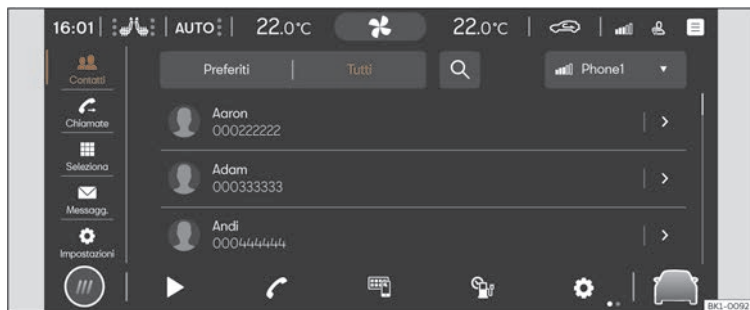 16:01 AUTO 22.0°C 22.0°C
Contatti
Preferiti Tutti Phone1
Chiamate
Aaron
000222222
Seleziona
Adam
000333333
Messagg.
Andi
000444444
Impostazioni
BK1-0092